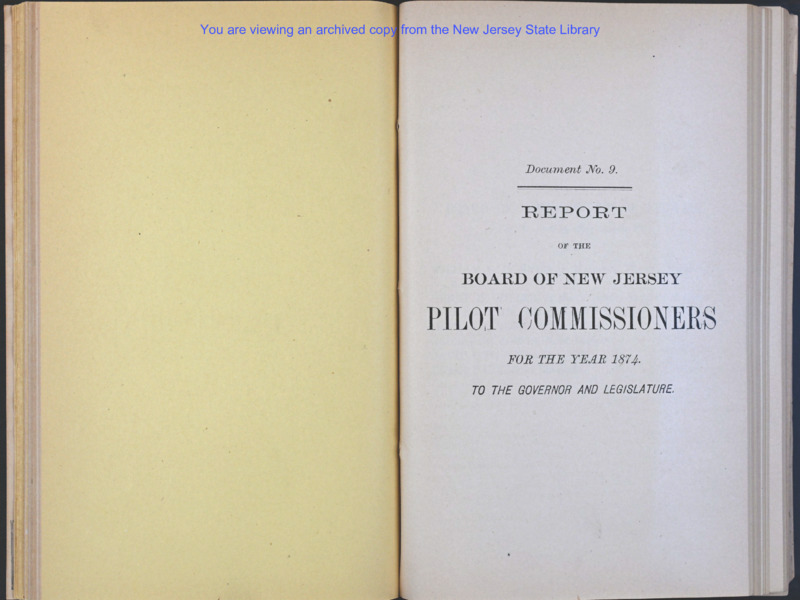 You are viewing an archived copy from the New Jersey State Library
Document No. 9.
REPORT
OF THE
BOARD OF NEW JERSEY
PILOT COMMISSIONERS
FOR THE YEAR 1874.
TO THE GOVERNOR AND LEGISLATURE.